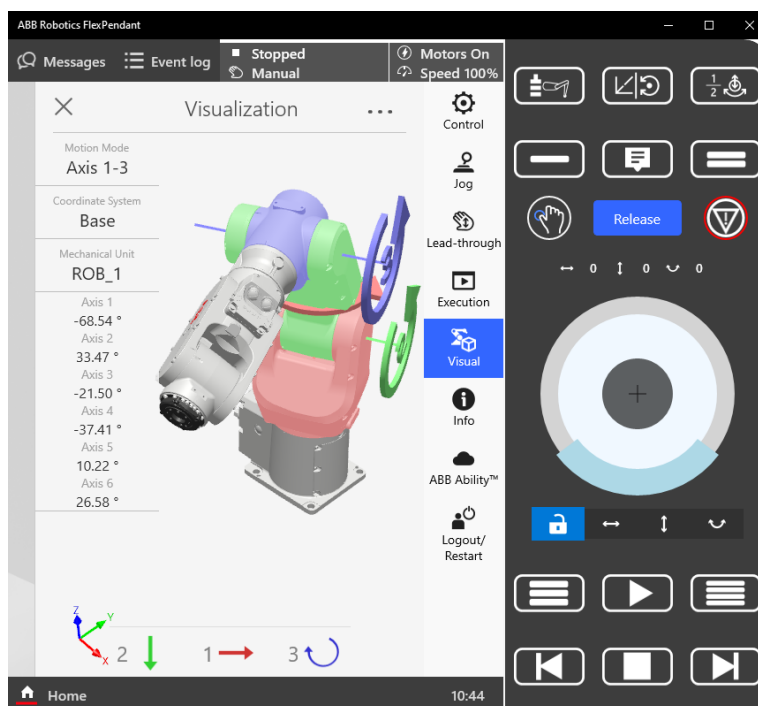 ABB Robotics FlexPendant
Messages
Event log
Stopped
Manual
Motors On
Speed 100%
Visualization
Motion Mode
Axis 1-3
Coordinate System
Base
Mechanical Unit
ROB_1
Axis 1
-68.54 °
Axis 2
33.47 °
Axis 3
-21.50 °
Axis 4
-37.41 °
Axis 5
10.22 °
Axis 6
26.58 °
Z
Y
X
2
1
3
Control
Jog
Lead-through
Execution
Visual
Info
ABB Ability™
Logout/
Restart
Home
10:44
1
2
Release
0 0 0